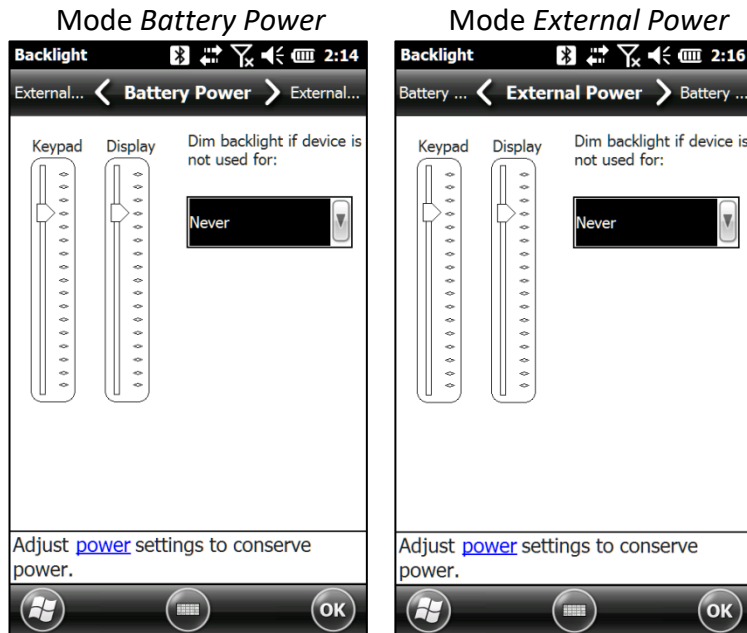 Mode Battery Power
Backlight 2:14
External... Battery Power External...
Keypad Display Dim backlight if device is
not used for:
Never
Adjust power settings to conserve
power.
OK
Mode External Power
Backlight 2:16
Battery ... External Power Battery ...
Keypad Display Dim backlight if device is
not used for:
Never
Adjust power settings to conserve
power.
OK